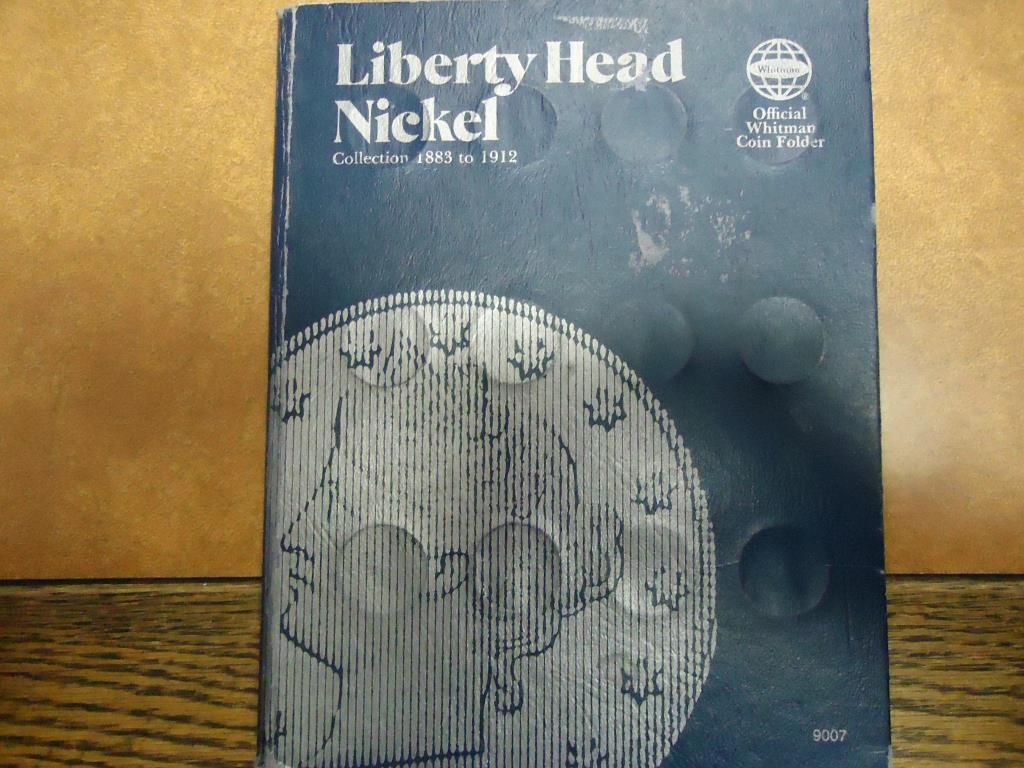 Liberty Head
Nickel
Collection 1883 to 1912
Whitman
®
Official
Whitman
Coin Folder
9007